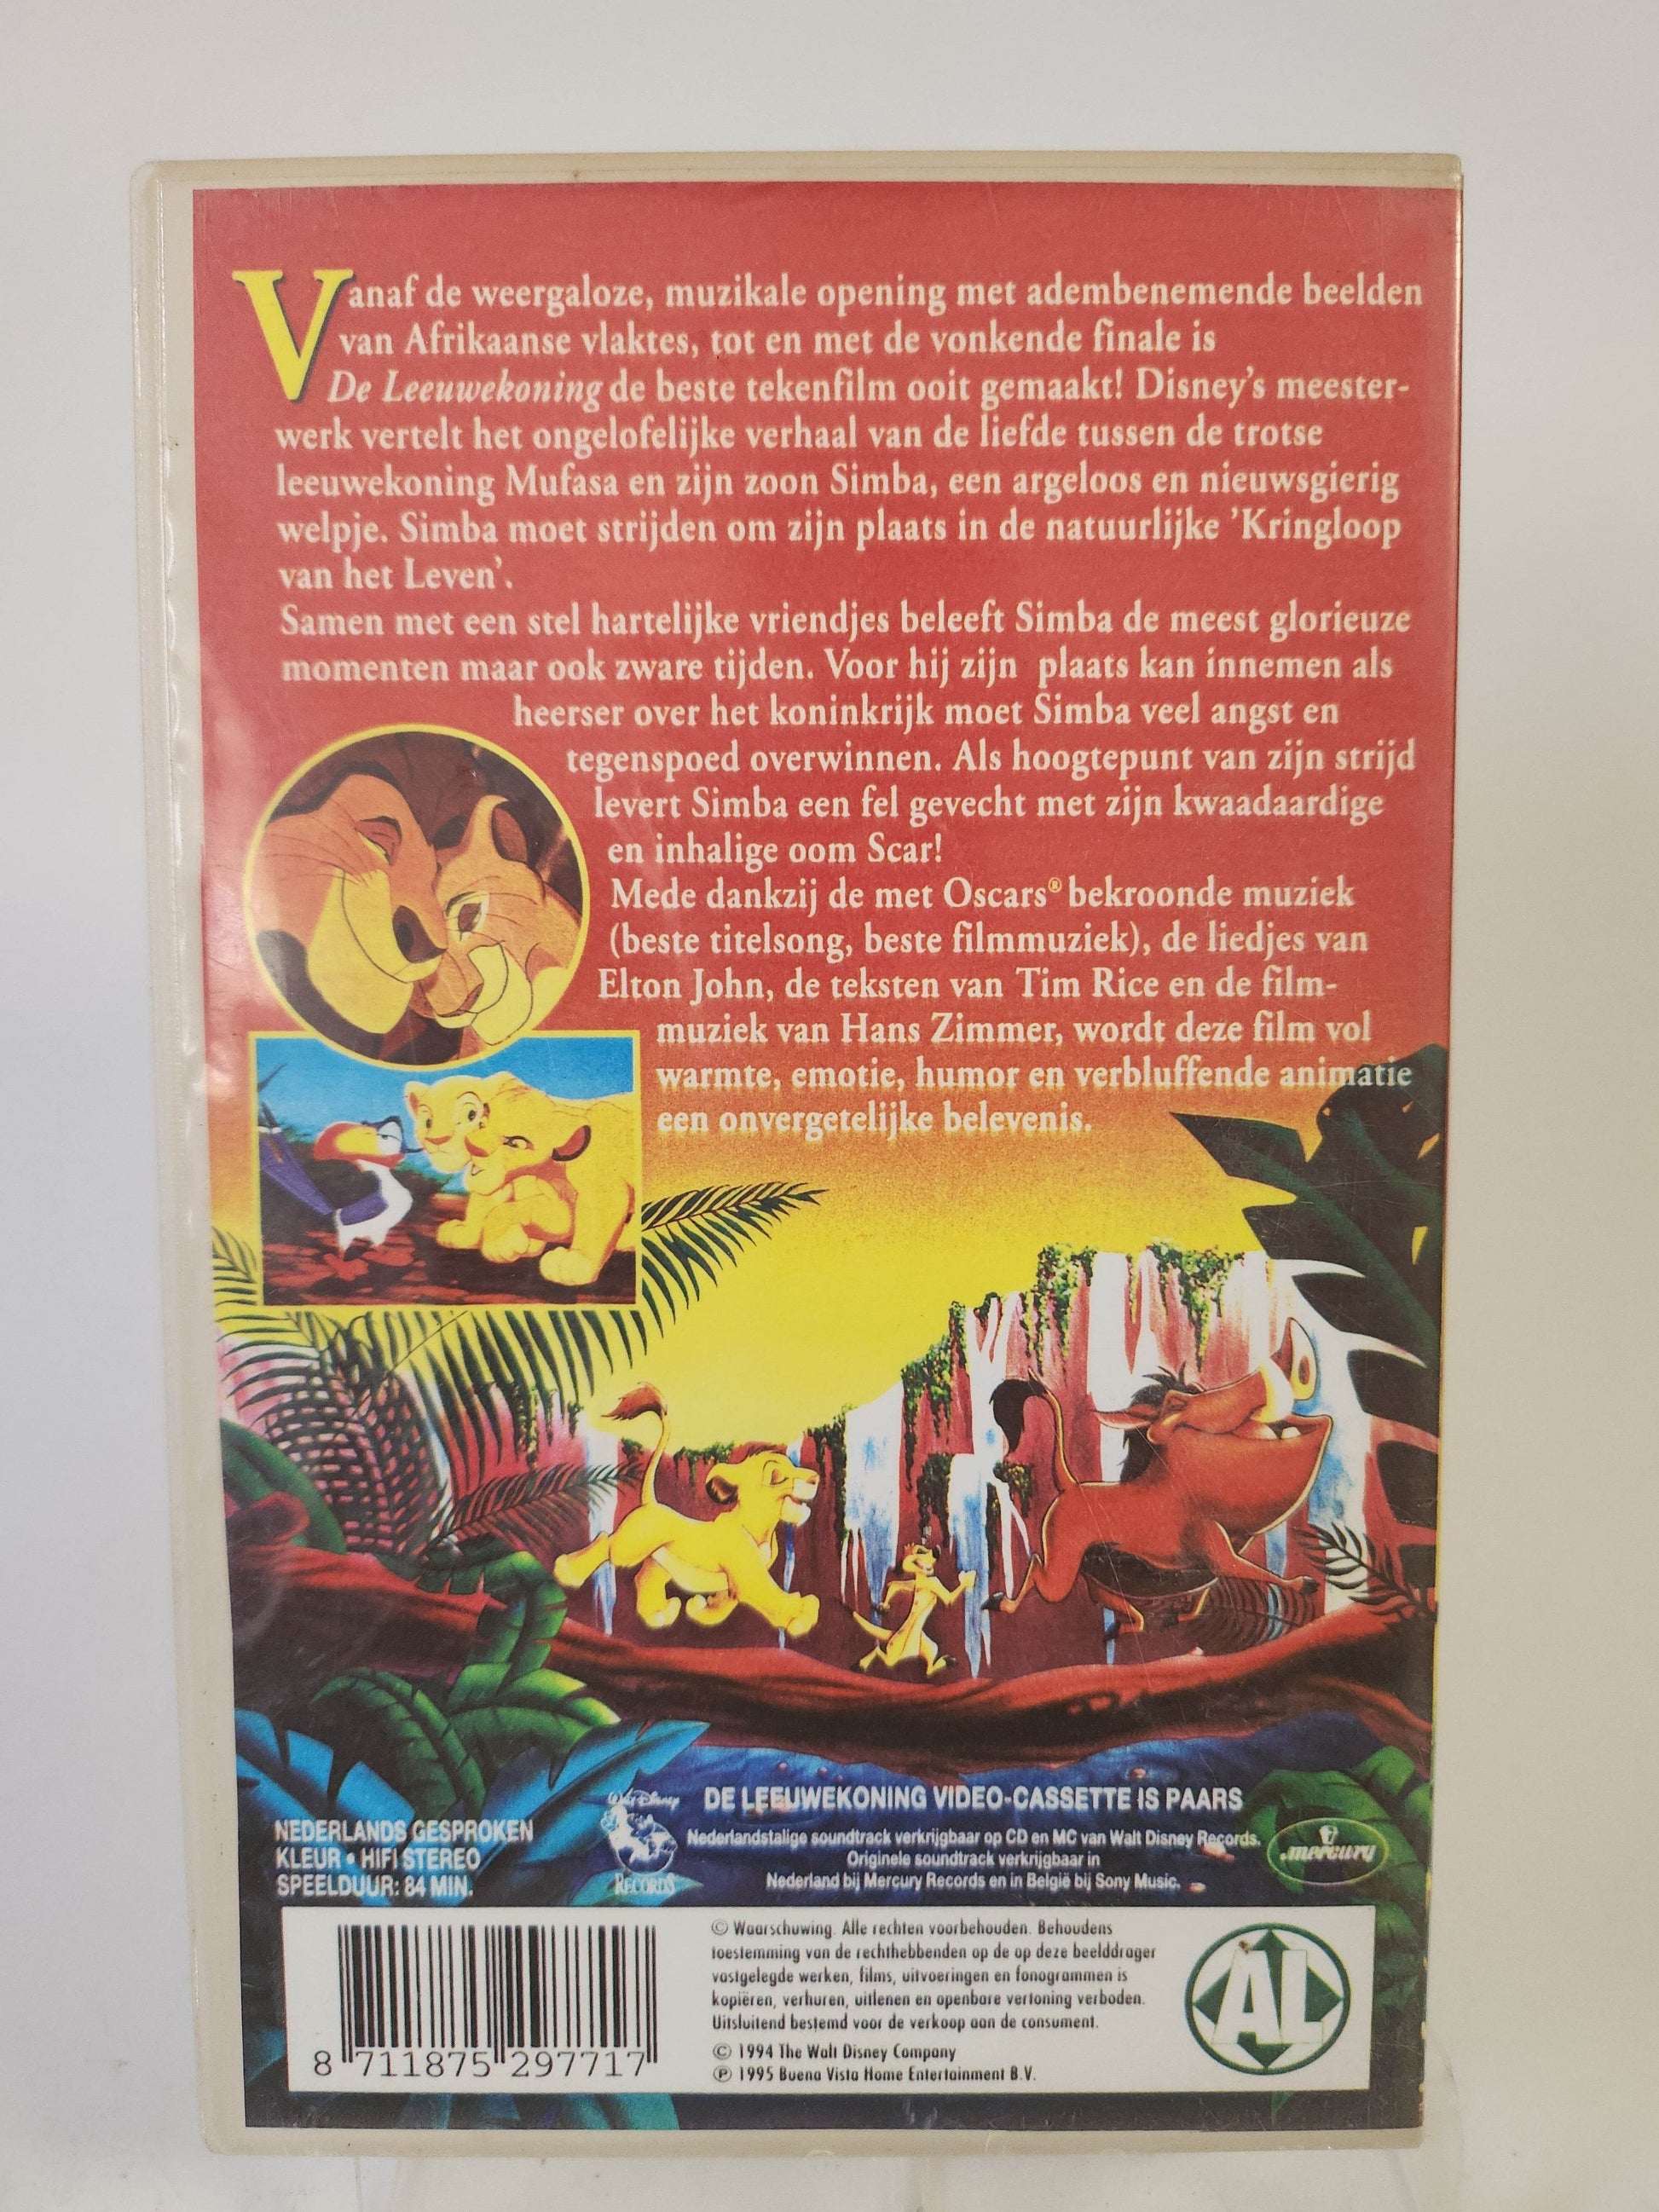 Vanaf de weergaloze, muzikale opening met adembenemende beelden
van Afrikaanse vlaktes, tot en met de vonkende finale is
De Leeuwekoning de beste tekenfilm ooit gemaakt! Disney's meester-
werk vertelt het ongelofelijke verhaal van de liefde tussen de trotse
leeuwekoning Mufasa en zijn zoon Simba, een argeloos en nieuwsgierig
welpje. Simba moet strijden om zijn plaats in de natuurlijke 'Kringloop
van het Leven'.
Samen met een stel hartelijke vriendjes beleeft Simba de meest glorieuze
momenten maar ook zware tijden. Voor hij zijn plaats kan innemen als
heerser over het koninkrijk moet Simba veel angst en
tegenspoed overwinnen. Als hoogtepunt van zijn strijd
levert Simba een fel gevecht met zijn kwaadaardige
en inhalige oom Scar!
Mede dankzij de met Oscars® bekroonde muziek
(beste titelsong, beste filmmuziek), de liedjes van
Elton John, de teksten van Tim Rice en de film-
muziek van Hans Zimmer, wordt deze film vol
warmte, emotie, humor en verbluffende animatie
een onvergetelijke belevenis.
NEDERLANDS GESPROKEN
KLEUR • HIFI STEREO
SPEELDUUR: 84 MIN.
Walt Disney
RECORDS
DE LEEUWEKONING VIDEO-CASSETTE IS PAARS
Nederlandstalige soundtrack verkrijgbaar op CD en MC van Walt Disney Records.
Originele soundtrack verkrijgbaar in
Nederland bij Mercury Records en in België bij Sony Music.
mercury
8 711875 297717
© Waarschuwing. Alle rechten voorbehouden. Behoudens
toestemming van de rechthebbenden op de op deze beelddrager
vastgelegde werken, films, uitvoeringen en fonogrammen is
kopiëren, verhuren, uitlenen en openbare vertoning verboden.
Uitsluitend bestemd voor de verkoop aan de consument.
© 1994 The Walt Disney Company
℗ 1995 Buena Vista Home Entertainment B.V.
AL